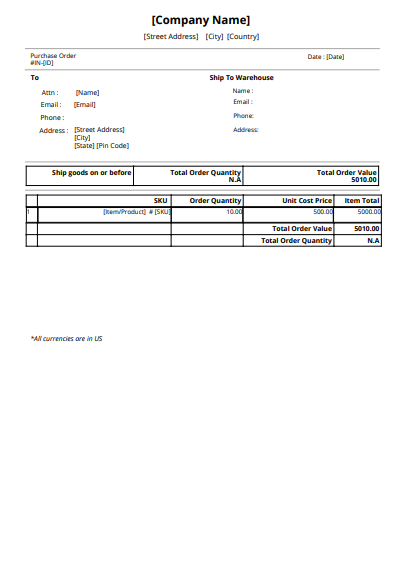 [Company Name]
[Street Address] [City] [Country]
Purchase Order
#IN-[ID]
Date : [Date]
To
Attn : [Name]
Email : [Email]
Phone :
Address : [Street Address]
[City]
[State] [Pin Code]
Ship To Warehouse
Name :
Email :
Phone:
Address:
Ship goods on or before
Total Order Quantity
N.A
Total Order Value
5010.00
SKU Order Quantity Unit Cost Price Item Total
1 [Item/Product] # [SKU] 10.00 500.00 5000.00
Total Order Value 5010.00
Total Order Quantity N.A
*All currencies are in US